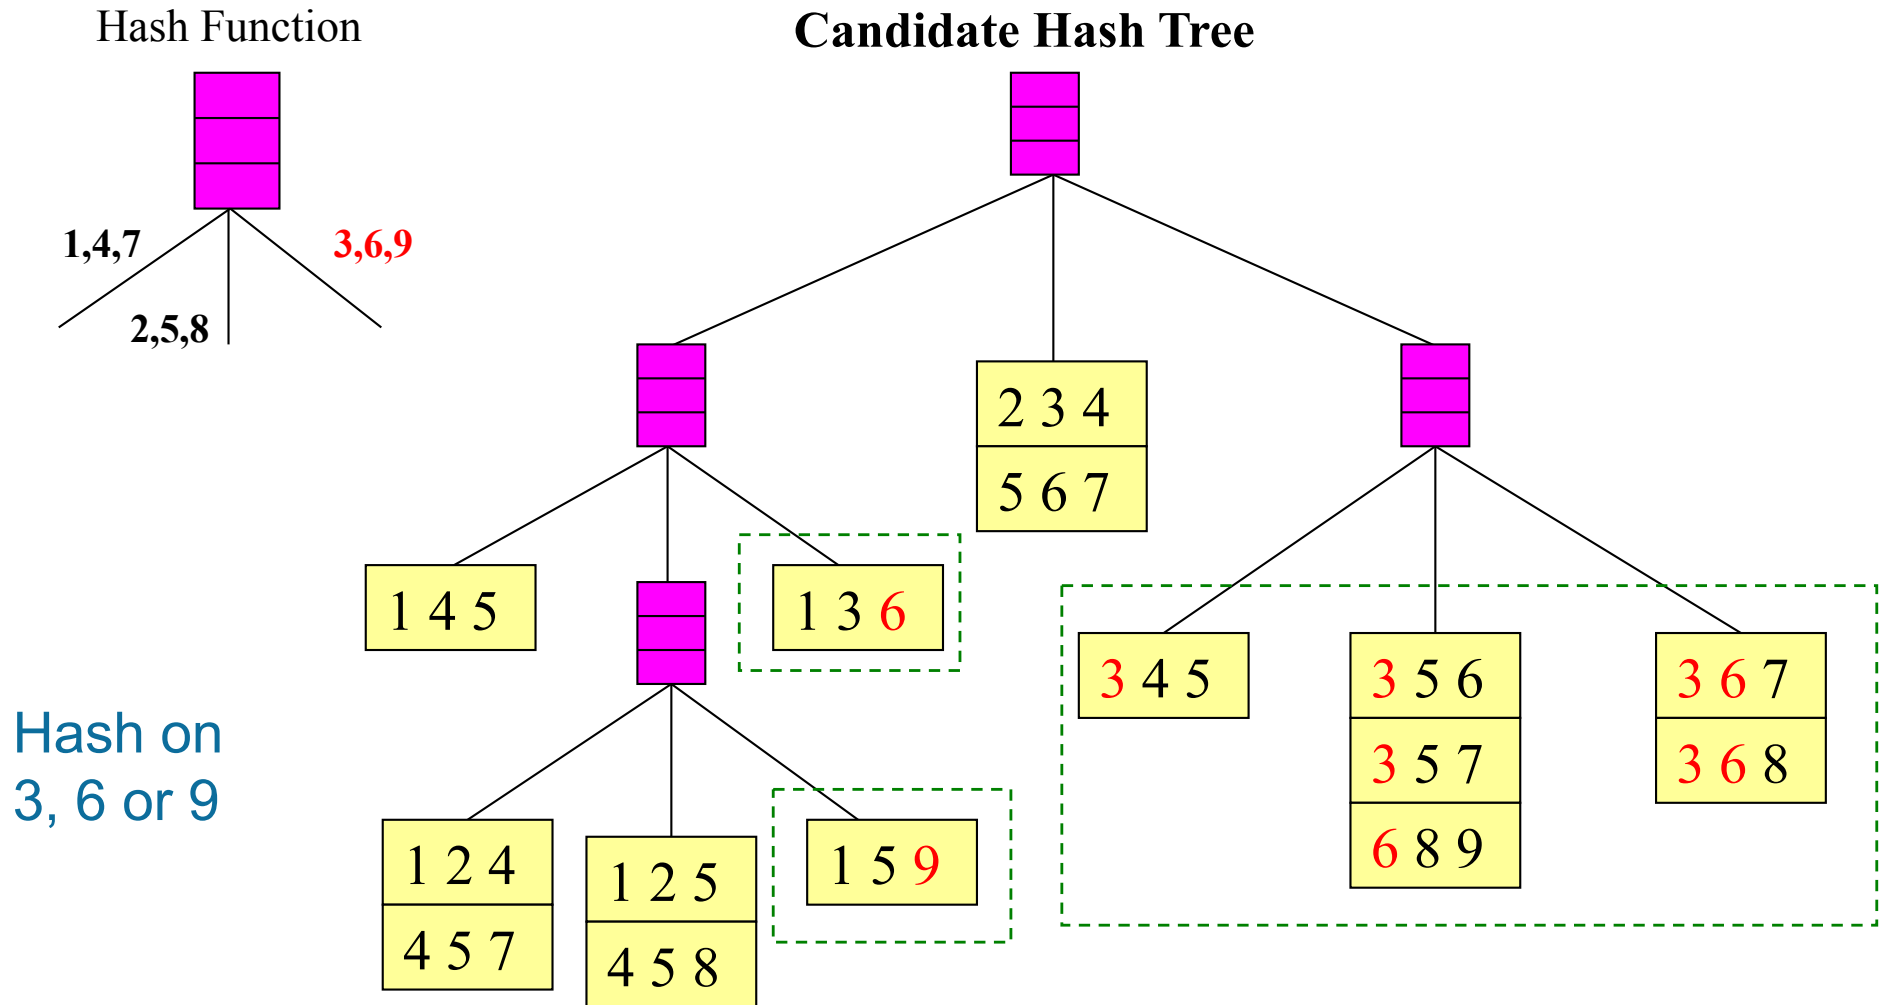 Hash Function
Candidate Hash Tree
1,4,7
3,6,9
2,5,8
2 3 4
5 6 7
1 4 5
1 3 6
3 4 5
3 5 6
3 6 7
3 5 7
3 6 8
6 8 9
Hash on
3, 6 or 9
1 2 4
1 2 5
1 5 9
4 5 7
4 5 8